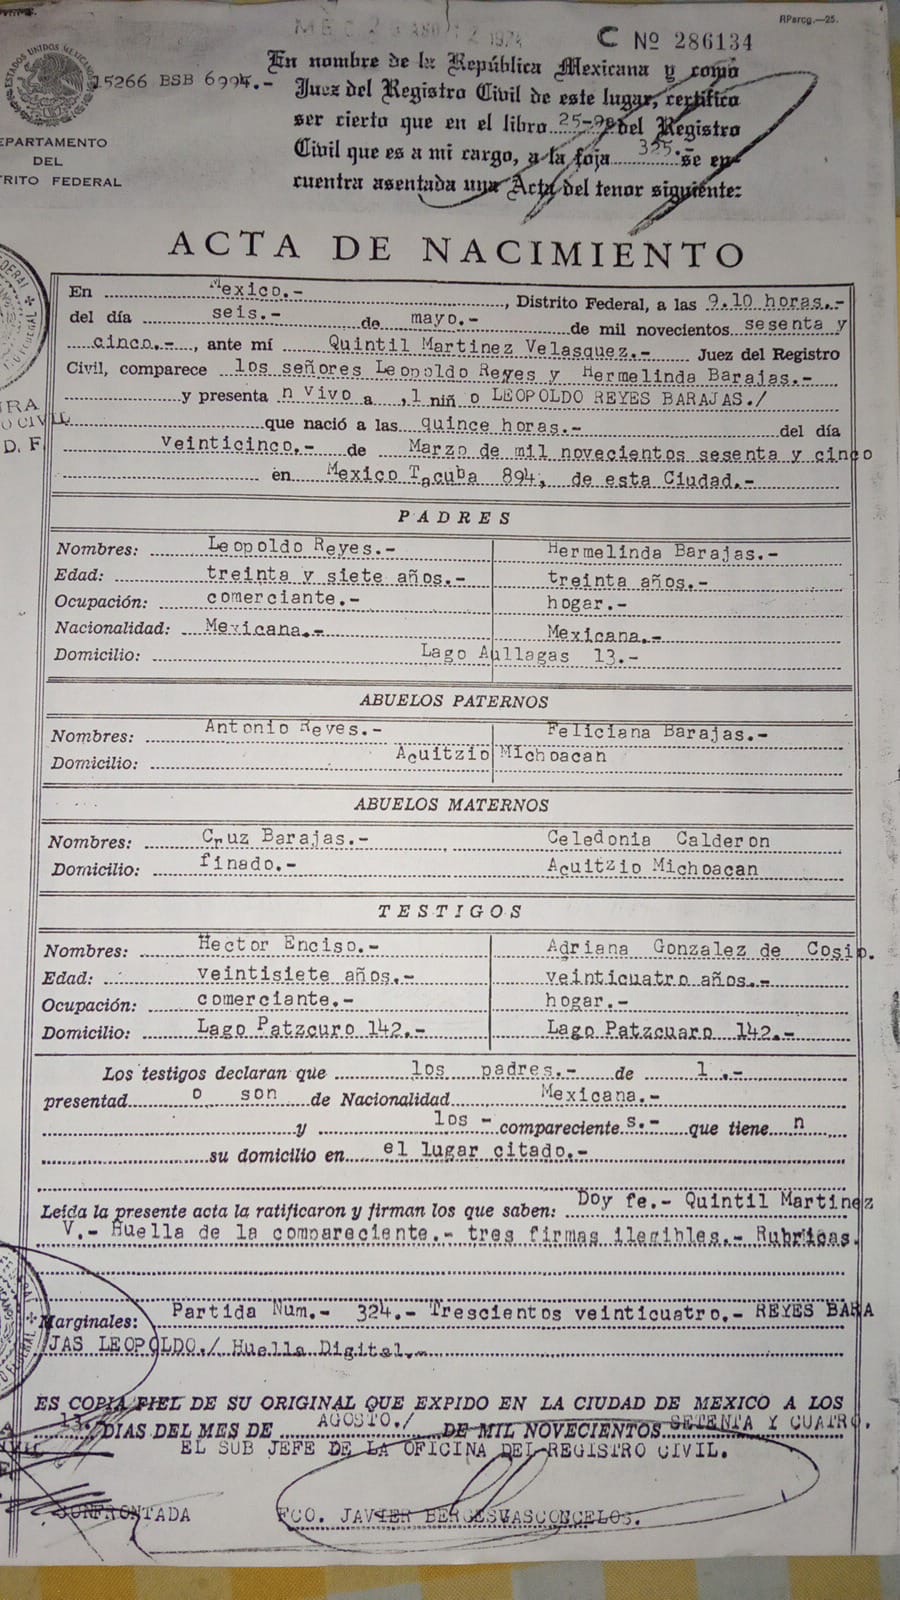 RParcg.—25.
C Nº 286134
ESTADOS UNIDOS MEXICANOS
15266 BSB 6994.-
En nombre de la República Mexicana y como
Juez del Registro Civil de este lugar, certifico
ser cierto que en el libro 25-98 del Registro
Civil que es a mi cargo, a la foja 325.- se en-
cuentra asentada una Acta del tenor siguiente:
EPARTAMENTO
DEL
TRITO FEDERAL
ACTA DE NACIMIENTO
En Mexico.- , Distrito Federal, a las 9.10 horas.-
del día seis.- de mayo.- de mil novecientos sesenta y
cinco.- , ante mí Quintil Martinez Velasquez.- Juez del Registro
Civil, comparece los señores Leopoldo Reyes y Hermelinda Barajas.-
y presenta n vivo a ,l niñ o LEOPOLDO REYES BARAJAS./
que nació a las quince horas.- del día
veinticinco.- de Marzo de mil novecientos sesenta y cinco
en Mexico Tacuba 894, de esta Ciudad.-
PADRES
Nombres: Leopoldo Reyes.- Hermelinda Barajas.-
Edad: treinta y siete años.- treinta años.-
Ocupación: comerciante.- hogar.-
Nacionalidad: Mexicana.- Mexicana.-
Domicilio: Lago Aullagas 13.-
ABUELOS PATERNOS
Nombres: Antonio Reyes.- Feliciana Barajas.-
Domicilio: Acuitzio Michoacan
ABUELOS MATERNOS
Nombres: Cruz Barajas.- Celedonia Calderon
Domicilio: finado.- Acuitzio Michoacan
TESTIGOS
Nombres: Hector Enciso.- Adriana Gonzalez de Cosio.
Edad: veintisiete años.- veinticuatro años.-
Ocupación: comerciante.- hogar.-
Domicilio: Lago Patzcuro 142.- Lago Patzcuaro 142.-
Los testigos declaran que los padres.- de l .-
presentad o son de Nacionalidad Mexicana.-
y los - compareciente s.- que tiene n
su domicilio en el lugar citado.-
Leída la presente acta la ratificaron y firman los que saben: Doy fe.- Quintil Martinez
V.- Huella de la compareciente.- tres firmas ilegibles.- Rubricas.
Marginales: Partida Num.- 324.- Trescientos veinticuatro.- REYES BARA
JAS LEOPOLDO./ Huella Digital.-
ES COPIA FIEL DE SU ORIGINAL QUE EXPIDO EN LA CIUDAD DE MEXICO A LOS
13. DIAS DEL MES DE AGOSTO./ DE MIL NOVECIENTOS SETENTA Y CUATRO.
EL SUB JEFE DE LA OFICINA DEL REGISTRO CIVIL.
CONFRONTADA
FCO. JAVIER BERGES VASCONCELOS.